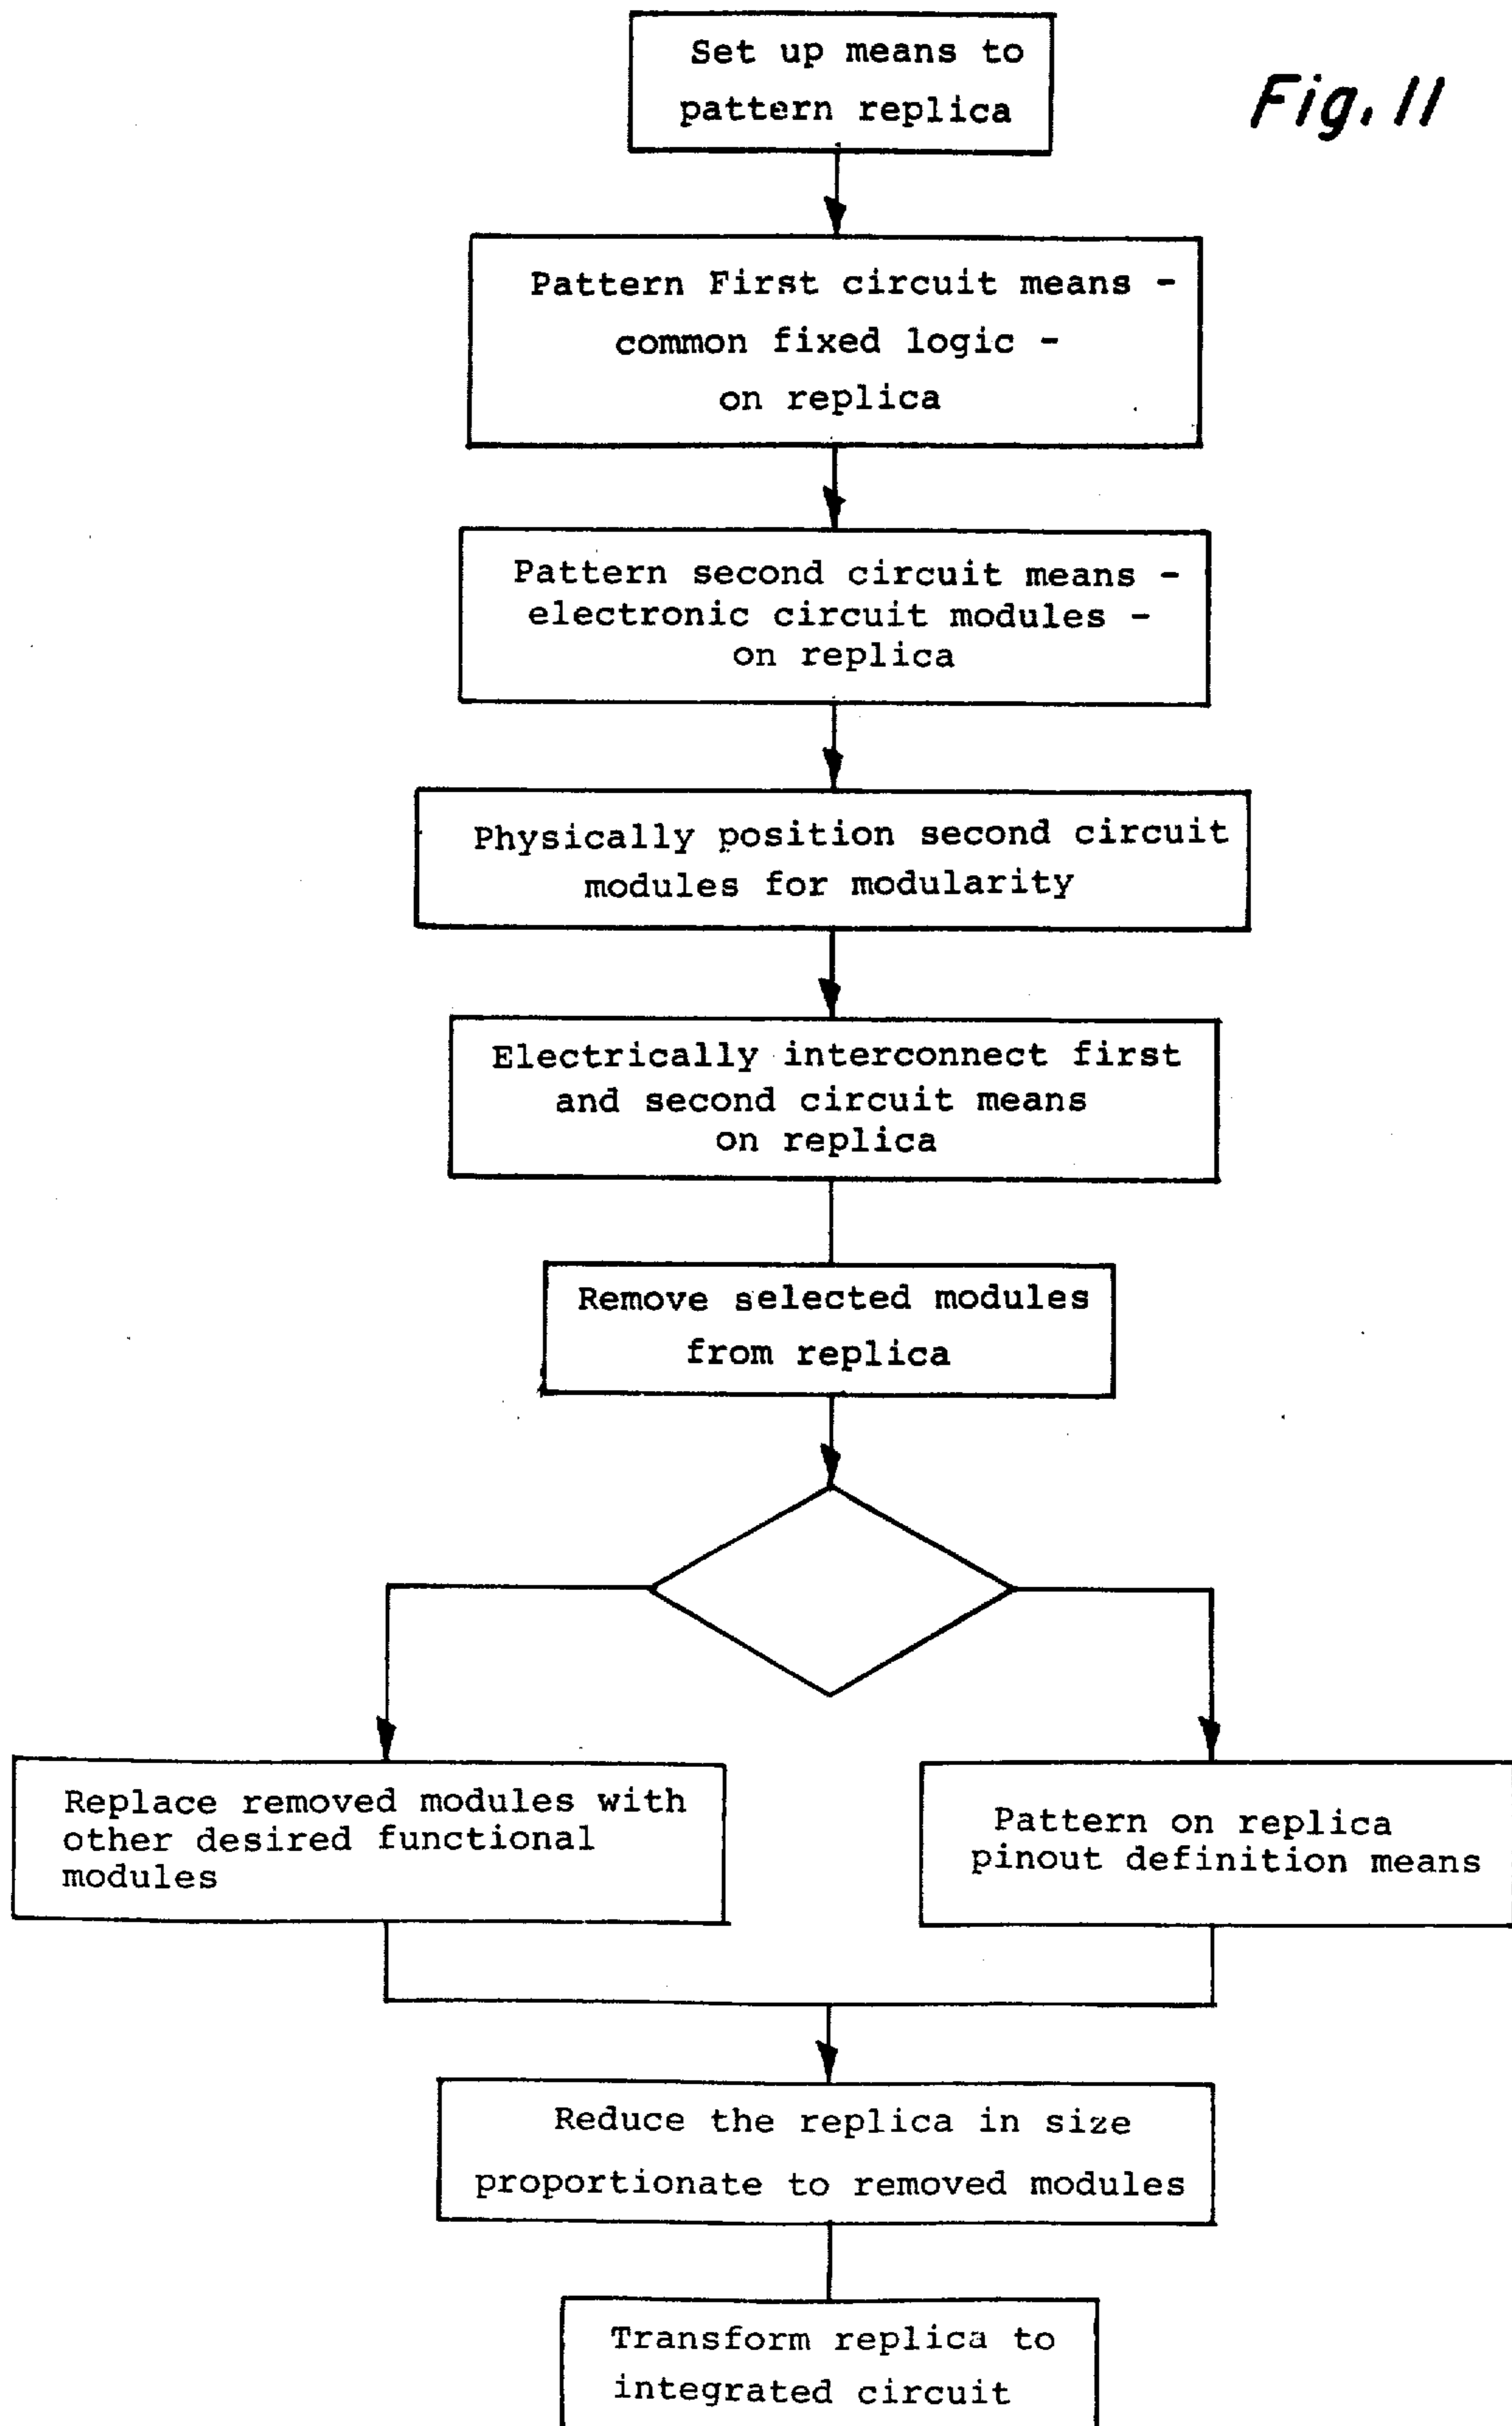 Fig. 11
Set up means to
pattern replica
Pattern First circuit means -
common fixed logic -
on replica
Pattern second circuit means -
electronic circuit modules -
on replica
Physically position second circuit
modules for modularity
Electrically interconnect first
and second circuit means
on replica
Remove selected modules
from replica
Replace removed modules with
other desired functional
modules
Pattern on replica
pinout definition means
Reduce the replica in size
proportionate to removed modules
Transform replica to
integrated circuit